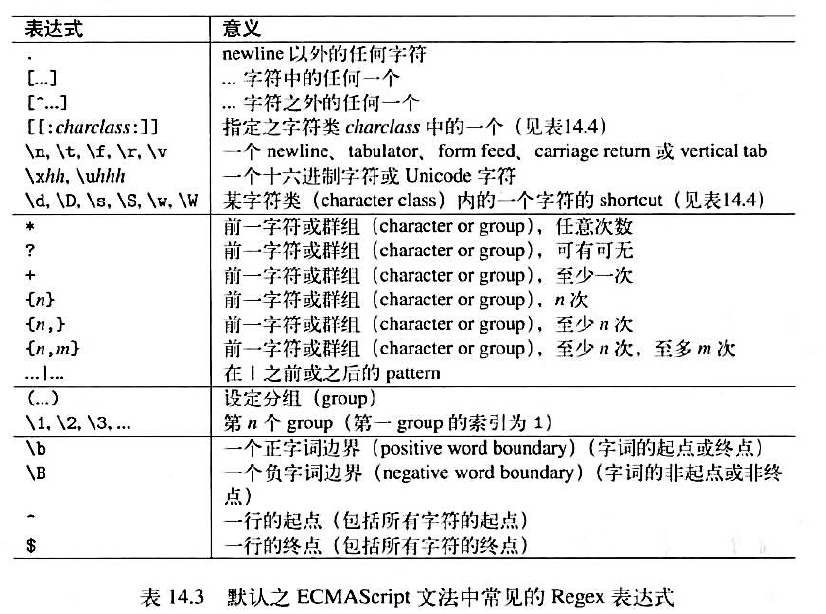 表达式 意义
. newline 以外的任何字符
[...] ... 字符中的任何一个
[^...] ... 字符之外的任何一个
[[:charclass:]] 指定之字符类 charclass 中的一个（见表14.4）
\n, \t, \f, \r, \v 一个 newline、tabulator、form feed、carriage return 或 vertical tab
\xhh, \uhhh 一个十六进制字符或 Unicode 字符
\d, \D, \s, \S, \w, \W 某字符类（character class）内的一个字符的 shortcut（见表14.4）
* 前一字符或群组（character or group），任意次数
? 前一字符或群组（character or group），可有可无
+ 前一字符或群组（character or group），至少一次
{n} 前一字符或群组（character or group），n 次
{n,} 前一字符或群组（character or group），至少 n 次
{n,m} 前一字符或群组（character or group），至少 n 次，至多 m 次
...|... 在 | 之前或之后的 pattern
(...) 设定分组（group）
\1, \2, \3, ... 第 n 个 group（第一 group 的索引为 1）
\b 一个正字词边界（positive word boundary）（字词的起点或终点）
\B 一个负字词边界（negative word boundary）（字词的非起点或非终
点）
^ 一行的起点（包括所有字符的起点）
$ 一行的终点（包括所有字符的终点）
表 14.3 默认之 ECMAScript 文法中常见的 Regex 表达式